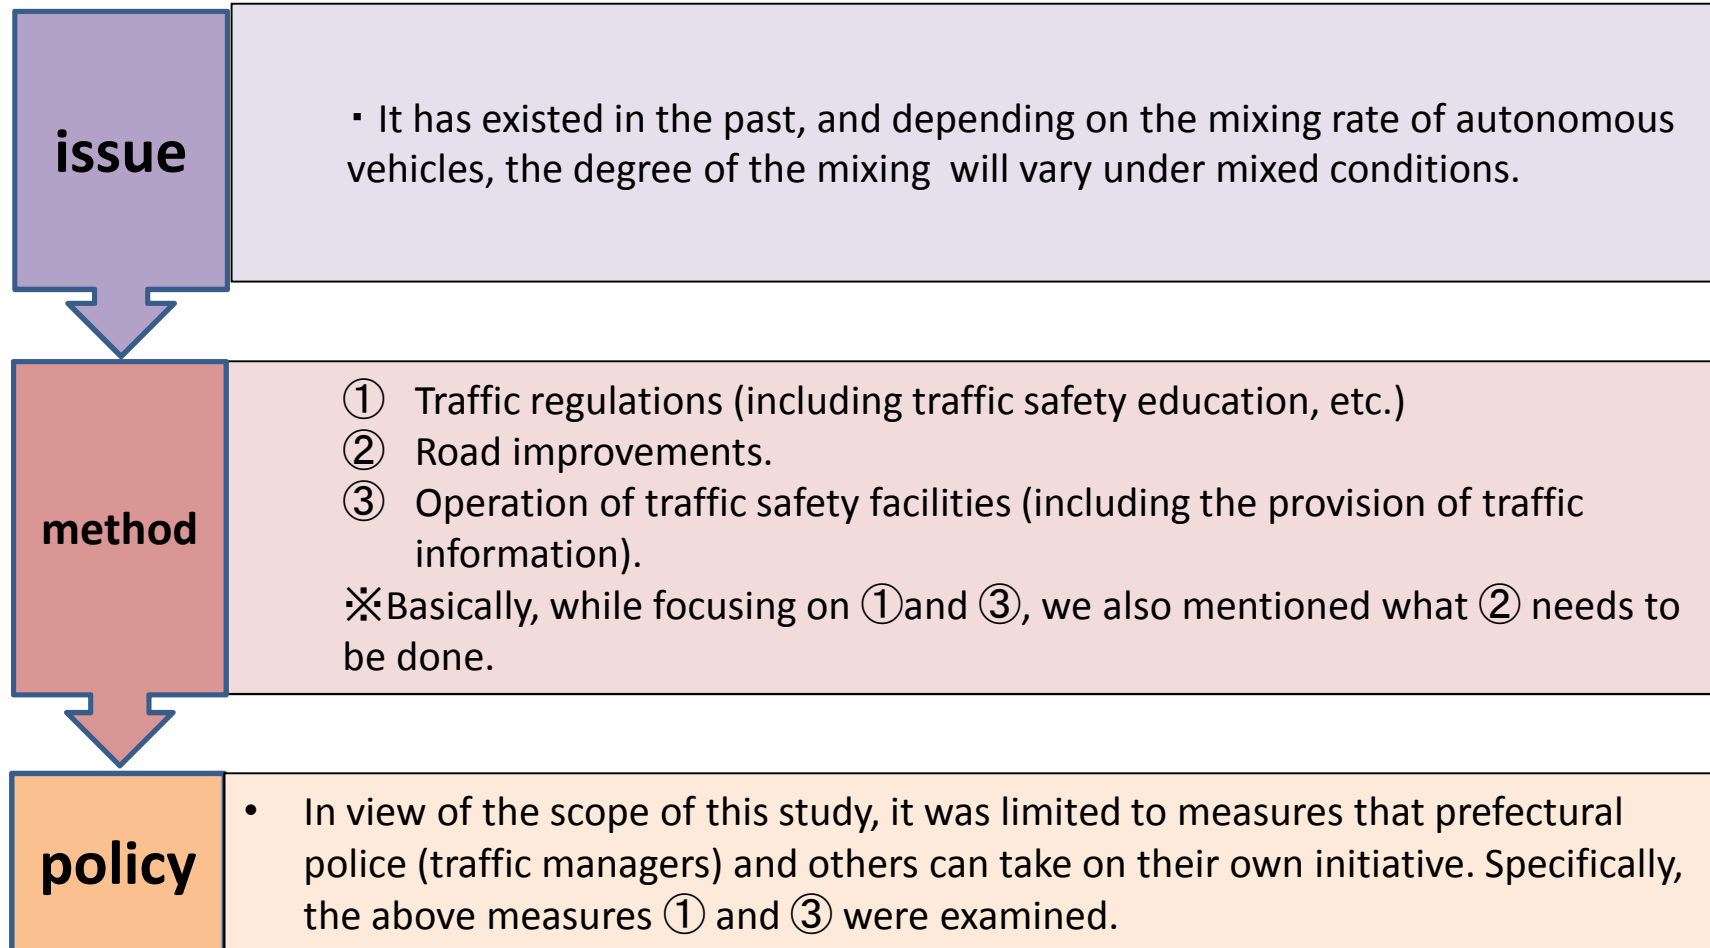 issue
・It has existed in the past, and depending on the mixing rate of autonomous
vehicles, the degree of the mixing will vary under mixed conditions.
method
① Traffic regulations (including traffic safety education, etc.)
② Road improvements.
③ Operation of traffic safety facilities (including the provision of traffic
information).
※Basically, while focusing on ①and ③, we also mentioned what ② needs to
be done.
policy
• In view of the scope of this study, it was limited to measures that prefectural
police (traffic managers) and others can take on their own initiative. Specifically,
the above measures ① and ③ were examined.